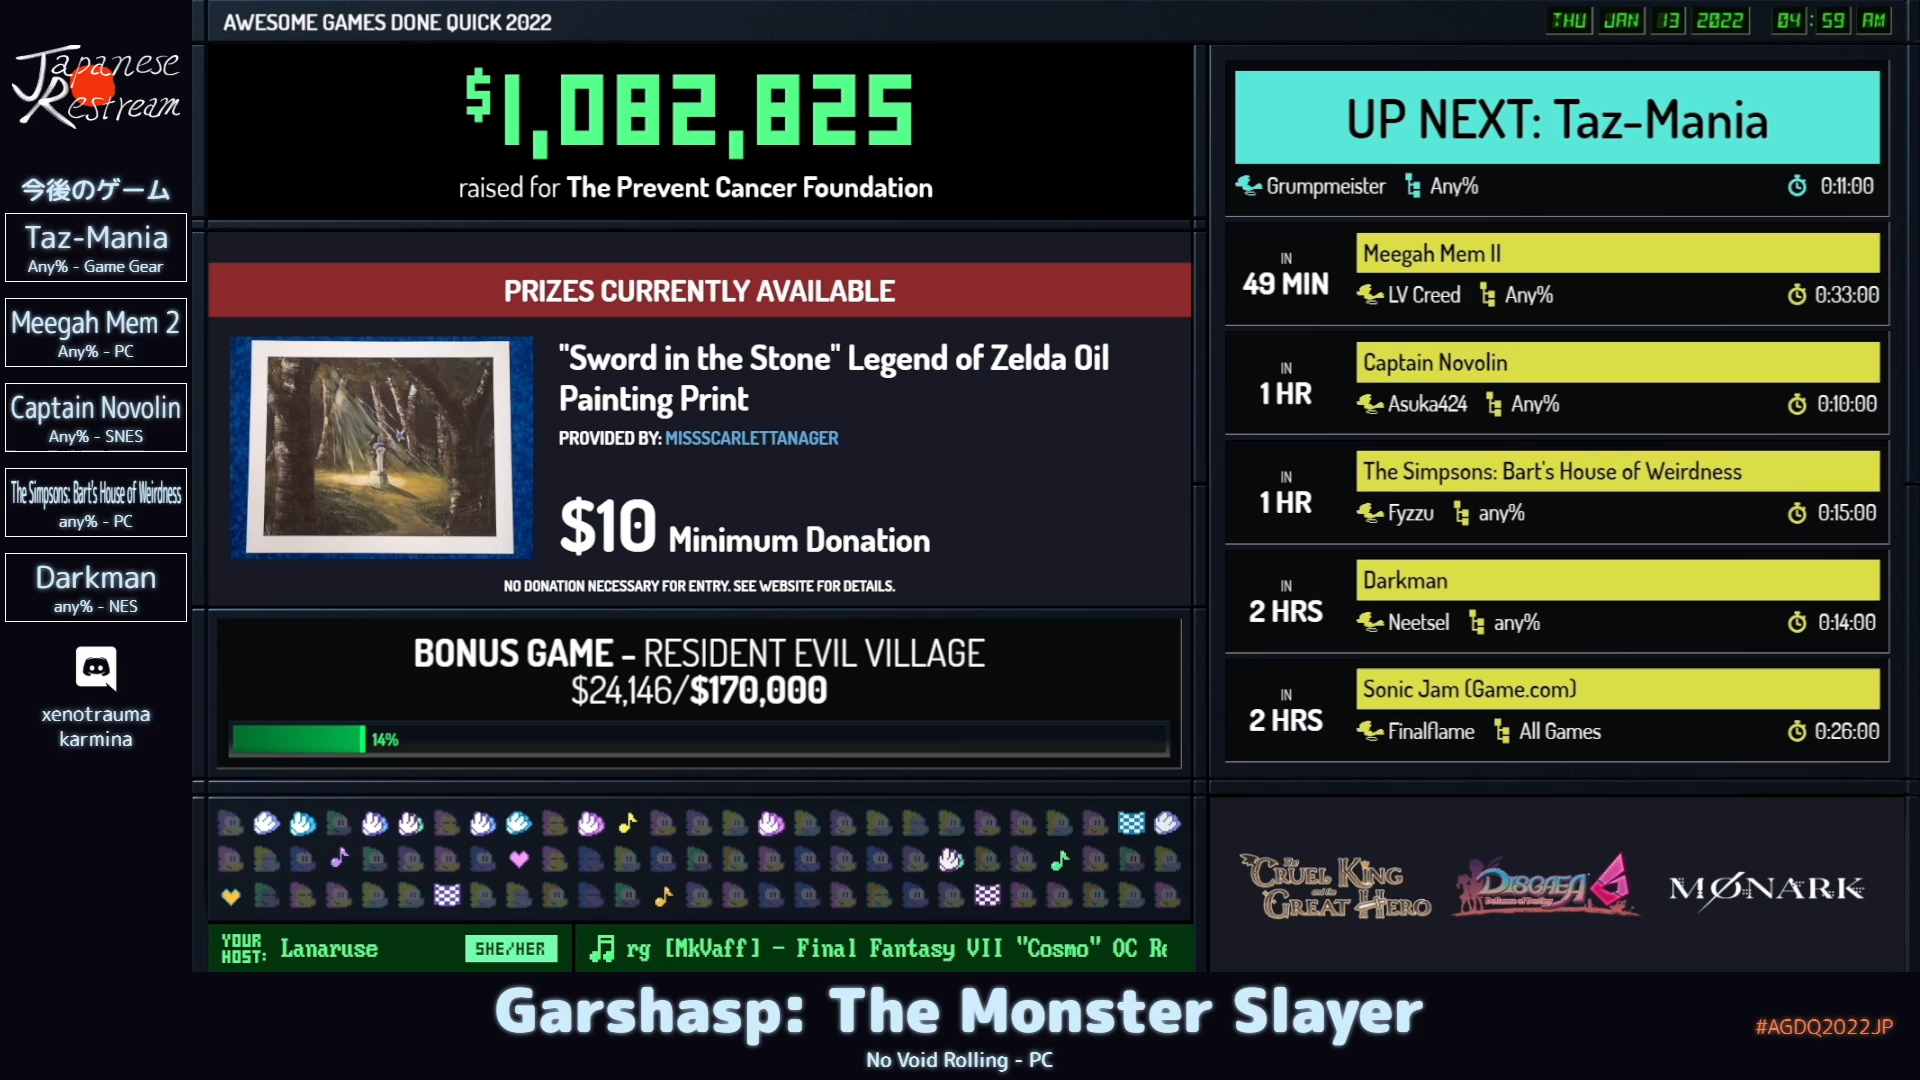 AWESOME GAMES DONE QUICK 2022
THU JAN 13 2022 04:59 AM
Japanese
Restream
今後のゲーム
Taz-Mania
Any% - Game Gear
Meegah Mem 2
Any% - PC
Captain Novolin
Any% - SNES
The Simpsons: Bart's House of Weirdness
any% - PC
Darkman
any% - NES
xenotrauma
karmina
$1,082,825
raised for The Prevent Cancer Foundation
PRIZES CURRENTLY AVAILABLE
"Sword in the Stone" Legend of Zelda Oil
Painting Print
PROVIDED BY: MISSSCARLETTANAGER
$10 Minimum Donation
NO DONATION NECESSARY FOR ENTRY. SEE WEBSITE FOR DETAILS.
BONUS GAME - RESIDENT EVIL VILLAGE
$24,146/$170,000
14%
YOUR HOST: Lanaruse SHE/HER
rg [MkVaff] - Final Fantasy VII "Cosmo" OC Re
UP NEXT: Taz-Mania
Grumpmeister Any% 0:11:00
IN 49 MIN
Meegah Mem II
LV Creed Any% 0:33:00
IN 1 HR
Captain Novolin
Asuka424 Any% 0:10:00
IN 1 HR
The Simpsons: Bart's House of Weirdness
Fyzzu any% 0:15:00
IN 2 HRS
Darkman
Neetsel any% 0:14:00
IN 2 HRS
Sonic Jam (Game.com)
Finalflame All Games 0:26:00
The Cruel King and the Great Hero
DISGAEA 6
Defiance of Destiny
MONARK
Garshasp: The Monster Slayer
No Void Rolling - PC
#AGDQ2022JP